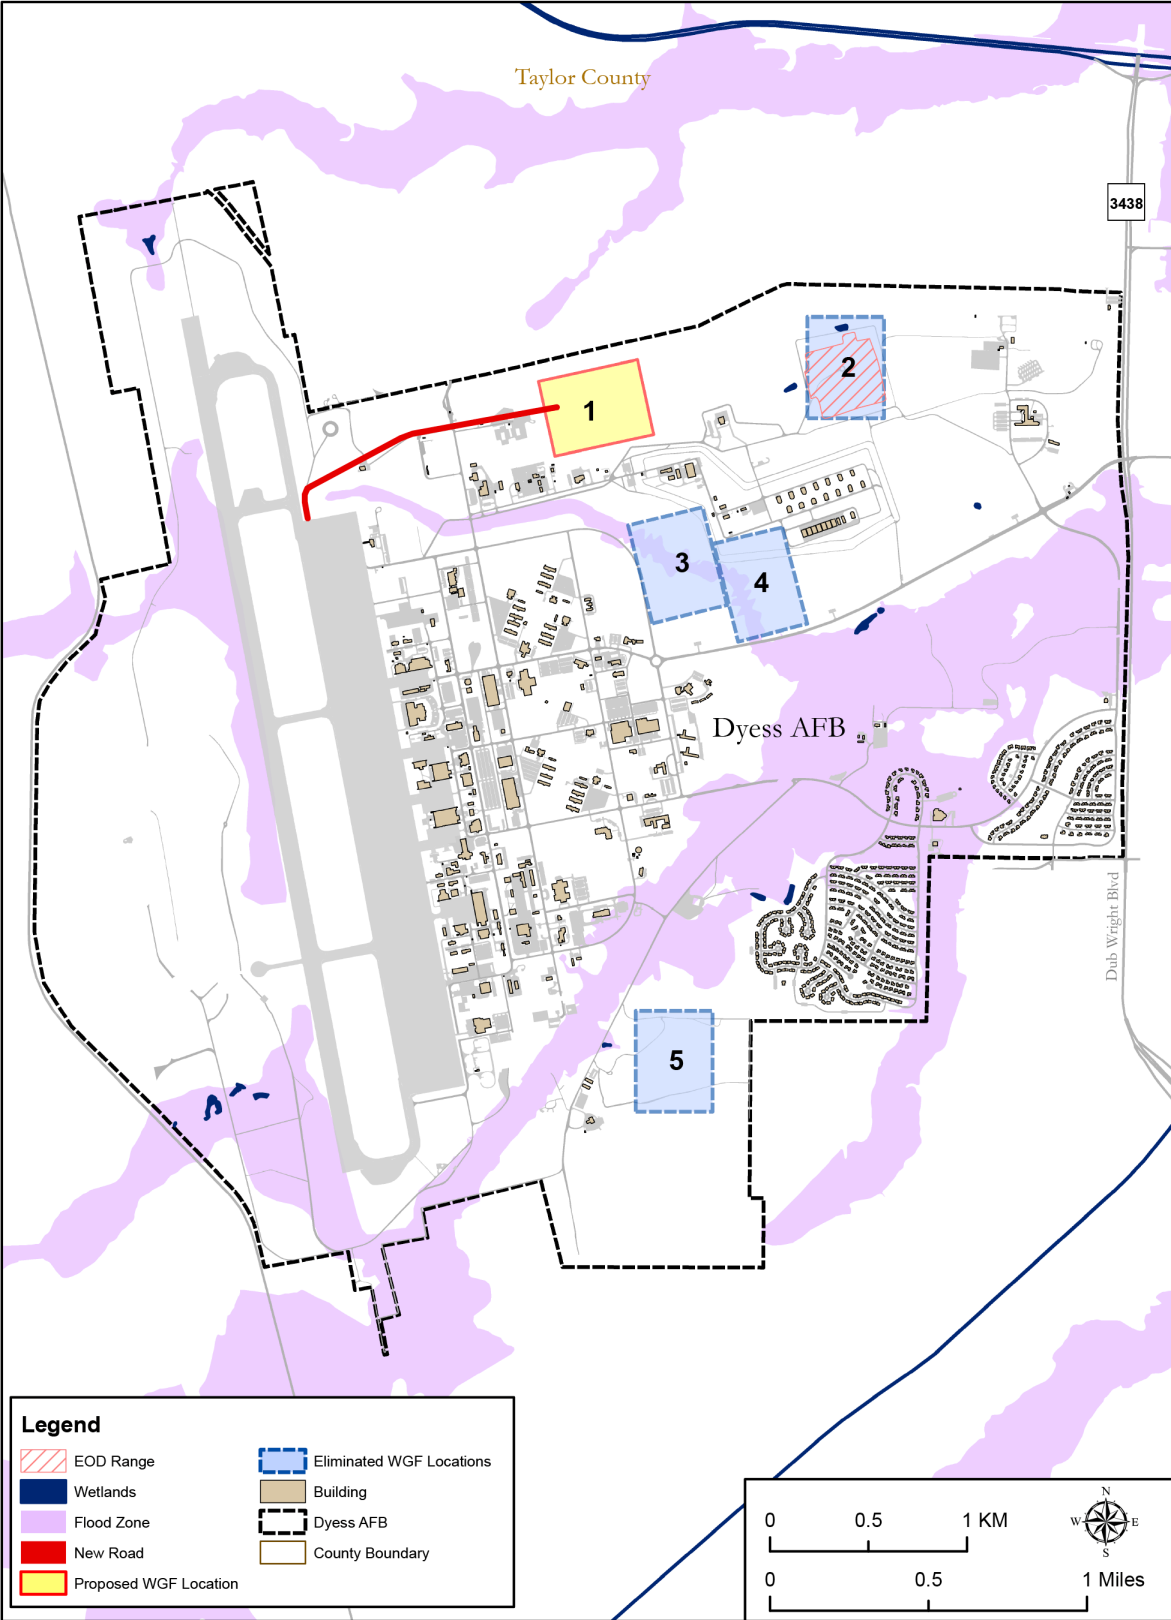 Taylor County
3438
2
1
3
4
Dyess AFB
Dub Wright Blvd
5
Legend
EOD Range
Wetlands
Flood Zone
New Road
Proposed WGF Location
Eliminated WGF Locations
Building
Dyess AFB
County Boundary
N
W E
S
0 0.5 1 KM
0 0.5 1 Miles